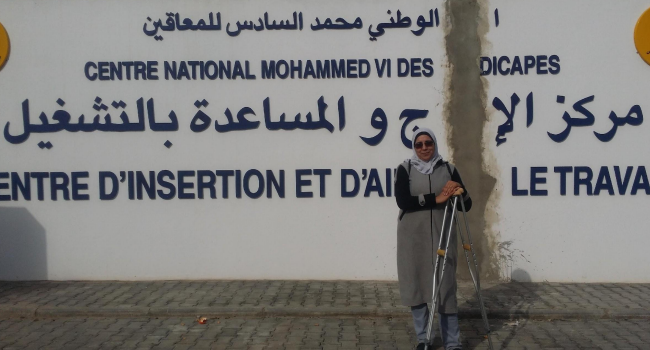 الوطني محمد السادس للمعاقين
CENTRE NATIONAL MOHAMMED VI DES DICAPES
مركز الإ ج و المساعدة بالتشغيل
ENTRE D'INSERTION ET D'AI LE TRAVA